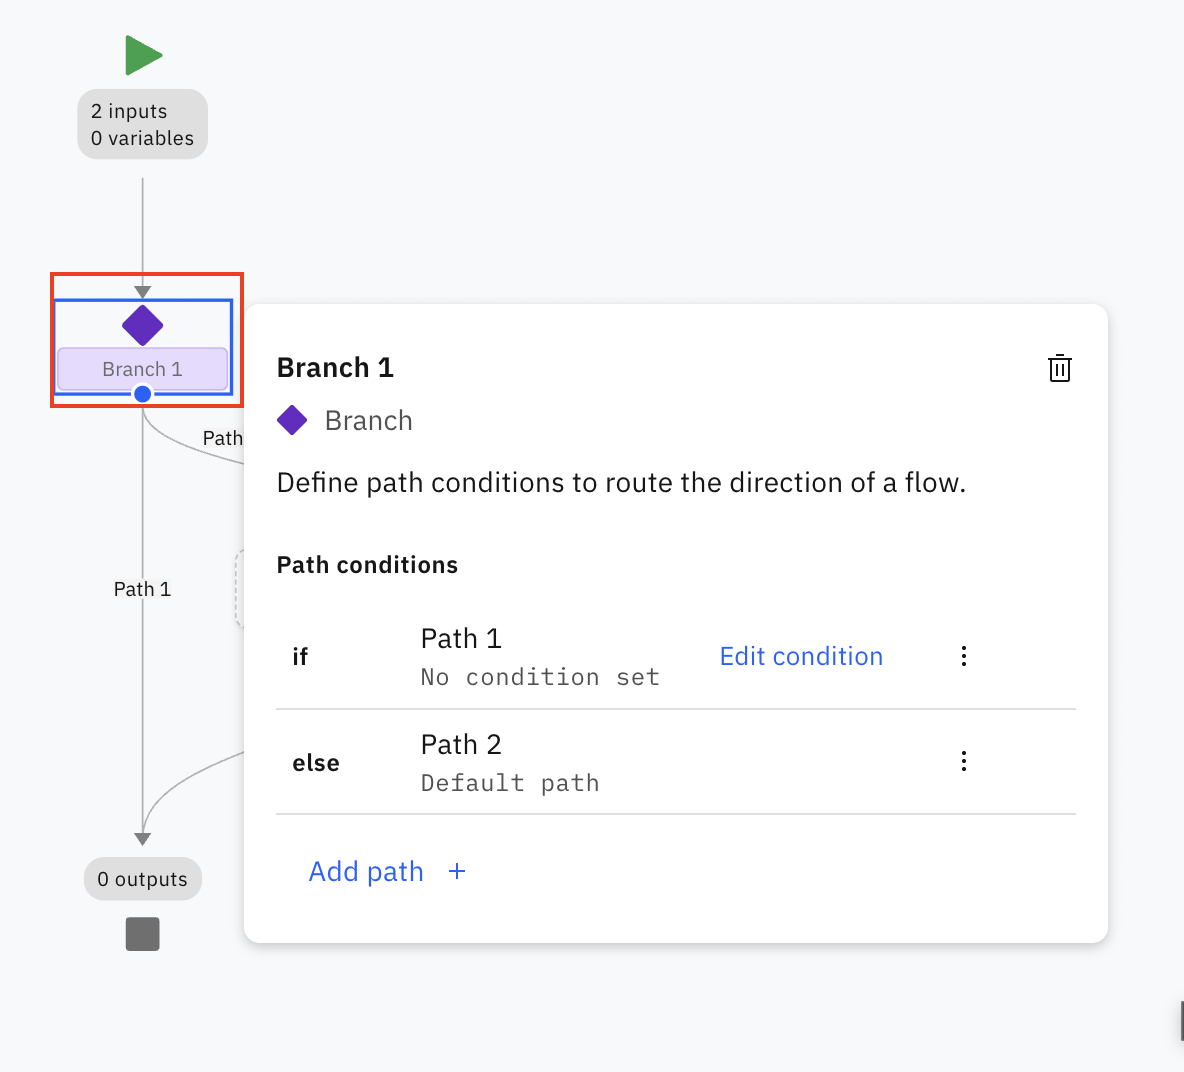 2 inputs
0 variables
Branch 1
Path
Path 1
0 outputs
Branch 1
Branch
Define path conditions to route the direction of a flow.
Path conditions
if
Path 1
No condition set
Edit condition
else
Path 2
Default path
Add path +